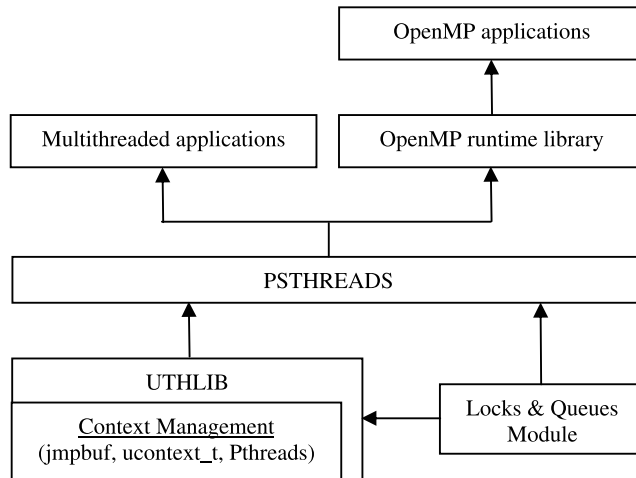 OpenMP applications
Multithreaded applications
OpenMP runtime library
PSTHREADS
UTHLIB
Context Management
(jmpbuf, ucontext_t, Pthreads)
Locks & Queues
Module